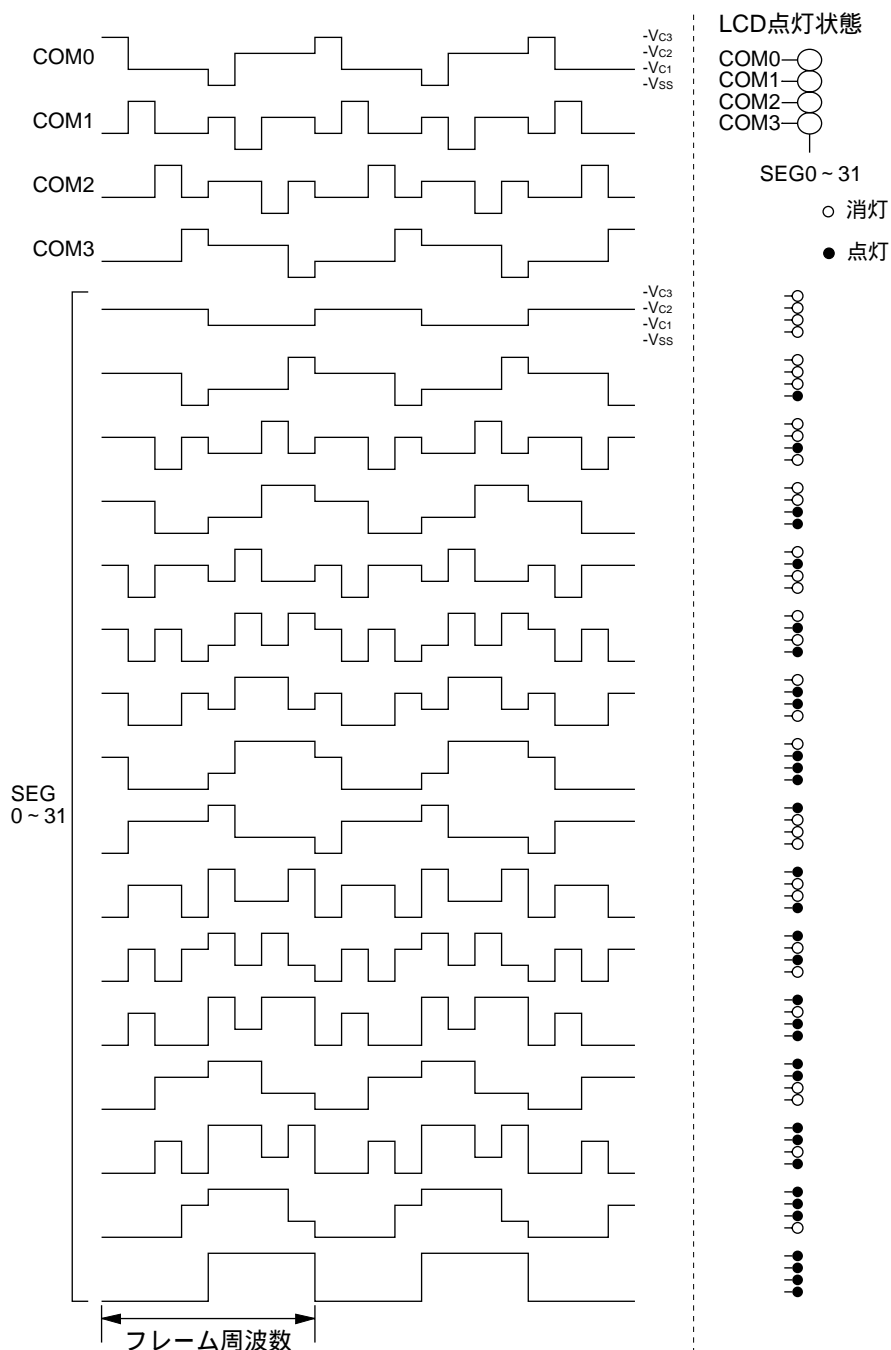 COM0
-VC3
-VC2
-VC1
-VSS
COM1
COM2
COM3
-VC3
-VC2
-VC1
-VSS
SEG
0 ~ 31
フレーム周波数
LCD点灯状態
COM0
COM1
COM2
COM3
SEG0 ~ 31
消灯
点灯